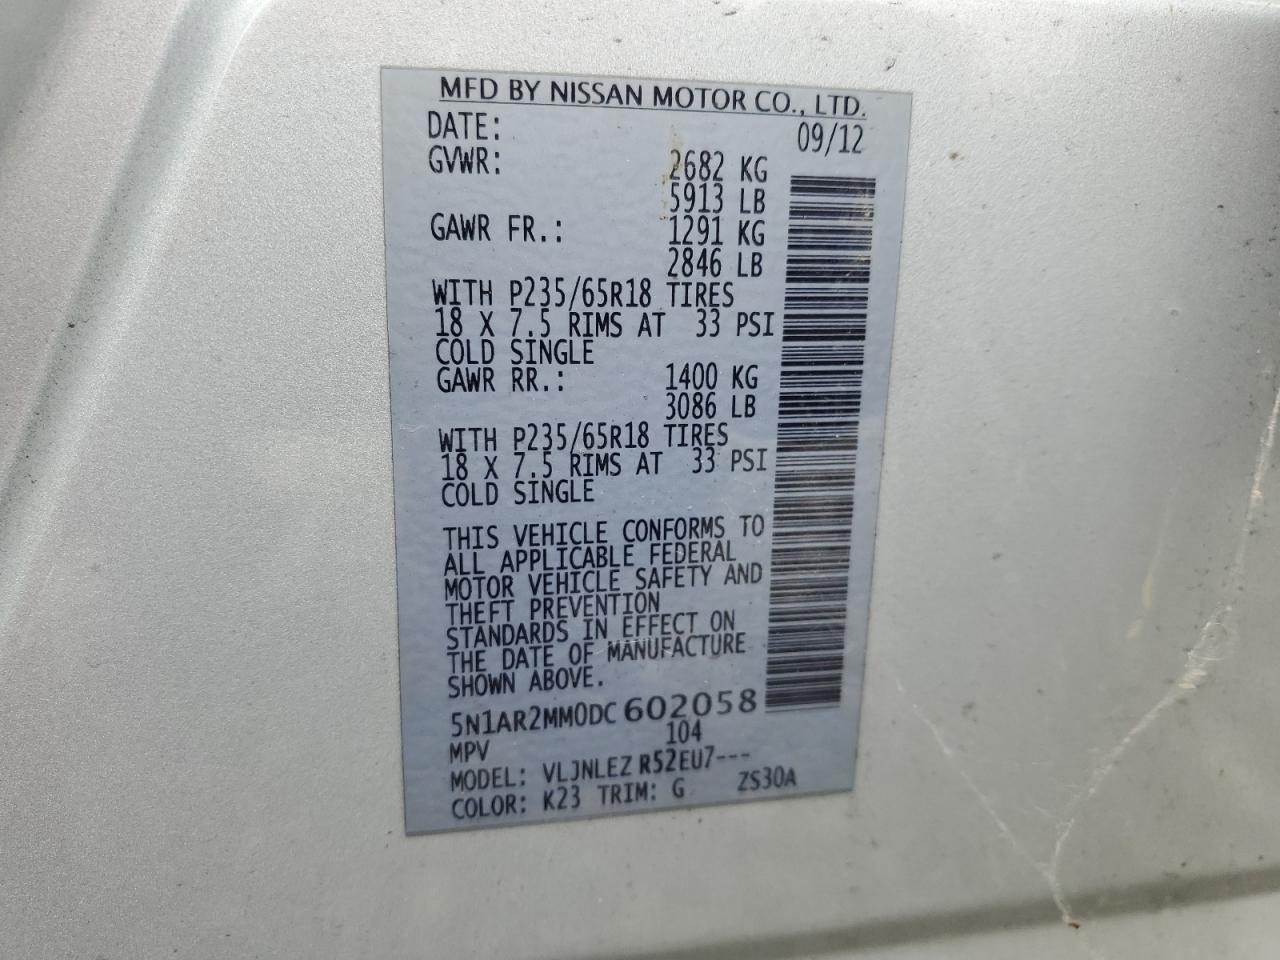 MFD BY NISSAN MOTOR CO., LTD.
DATE: 09/12
GVWR: 2682 KG
5913 LB
GAWR FR.: 1291 KG
2846 LB
WITH P235/65R18 TIRES
18 X 7.5 RIMS AT 33 PSI
COLD SINGLE
GAWR RR.: 1400 KG
3086 LB
WITH P235/65R18 TIRES
18 X 7.5 RIMS AT 33 PSI
COLD SINGLE
THIS VEHICLE CONFORMS TO
ALL APPLICABLE FEDERAL
MOTOR VEHICLE SAFETY AND
THEFT PREVENTION
STANDARDS IN EFFECT ON
THE DATE OF MANUFACTURE
SHOWN ABOVE.
5N1AR2MM0DC602058
MPV 104
MODEL: VLJNLEZ R52EU7---
COLOR: K23 TRIM: G ZS30A